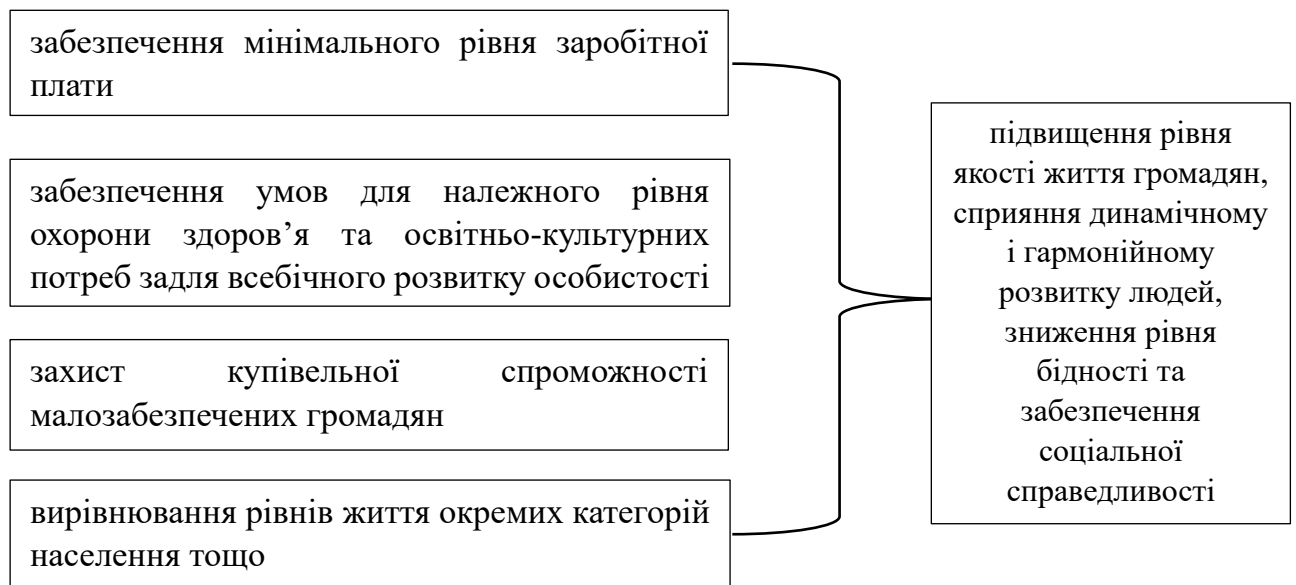 забезпечення мінімального рівня заробітної
плати
забезпечення умов для належного рівня
охорони здоров’я та освітньо-культурних
потреб задля всебічного розвитку особистості
захист купівельної спроможності
малозабезпечених громадян
вирівнювання рівнів життя окремих категорій
населення тощо
підвищення рівня
якості життя громадян,
сприяння динамічному
і гармонійному
розвитку людей,
зниження рівня
бідності та
забезпечення
соціальної
справедливості